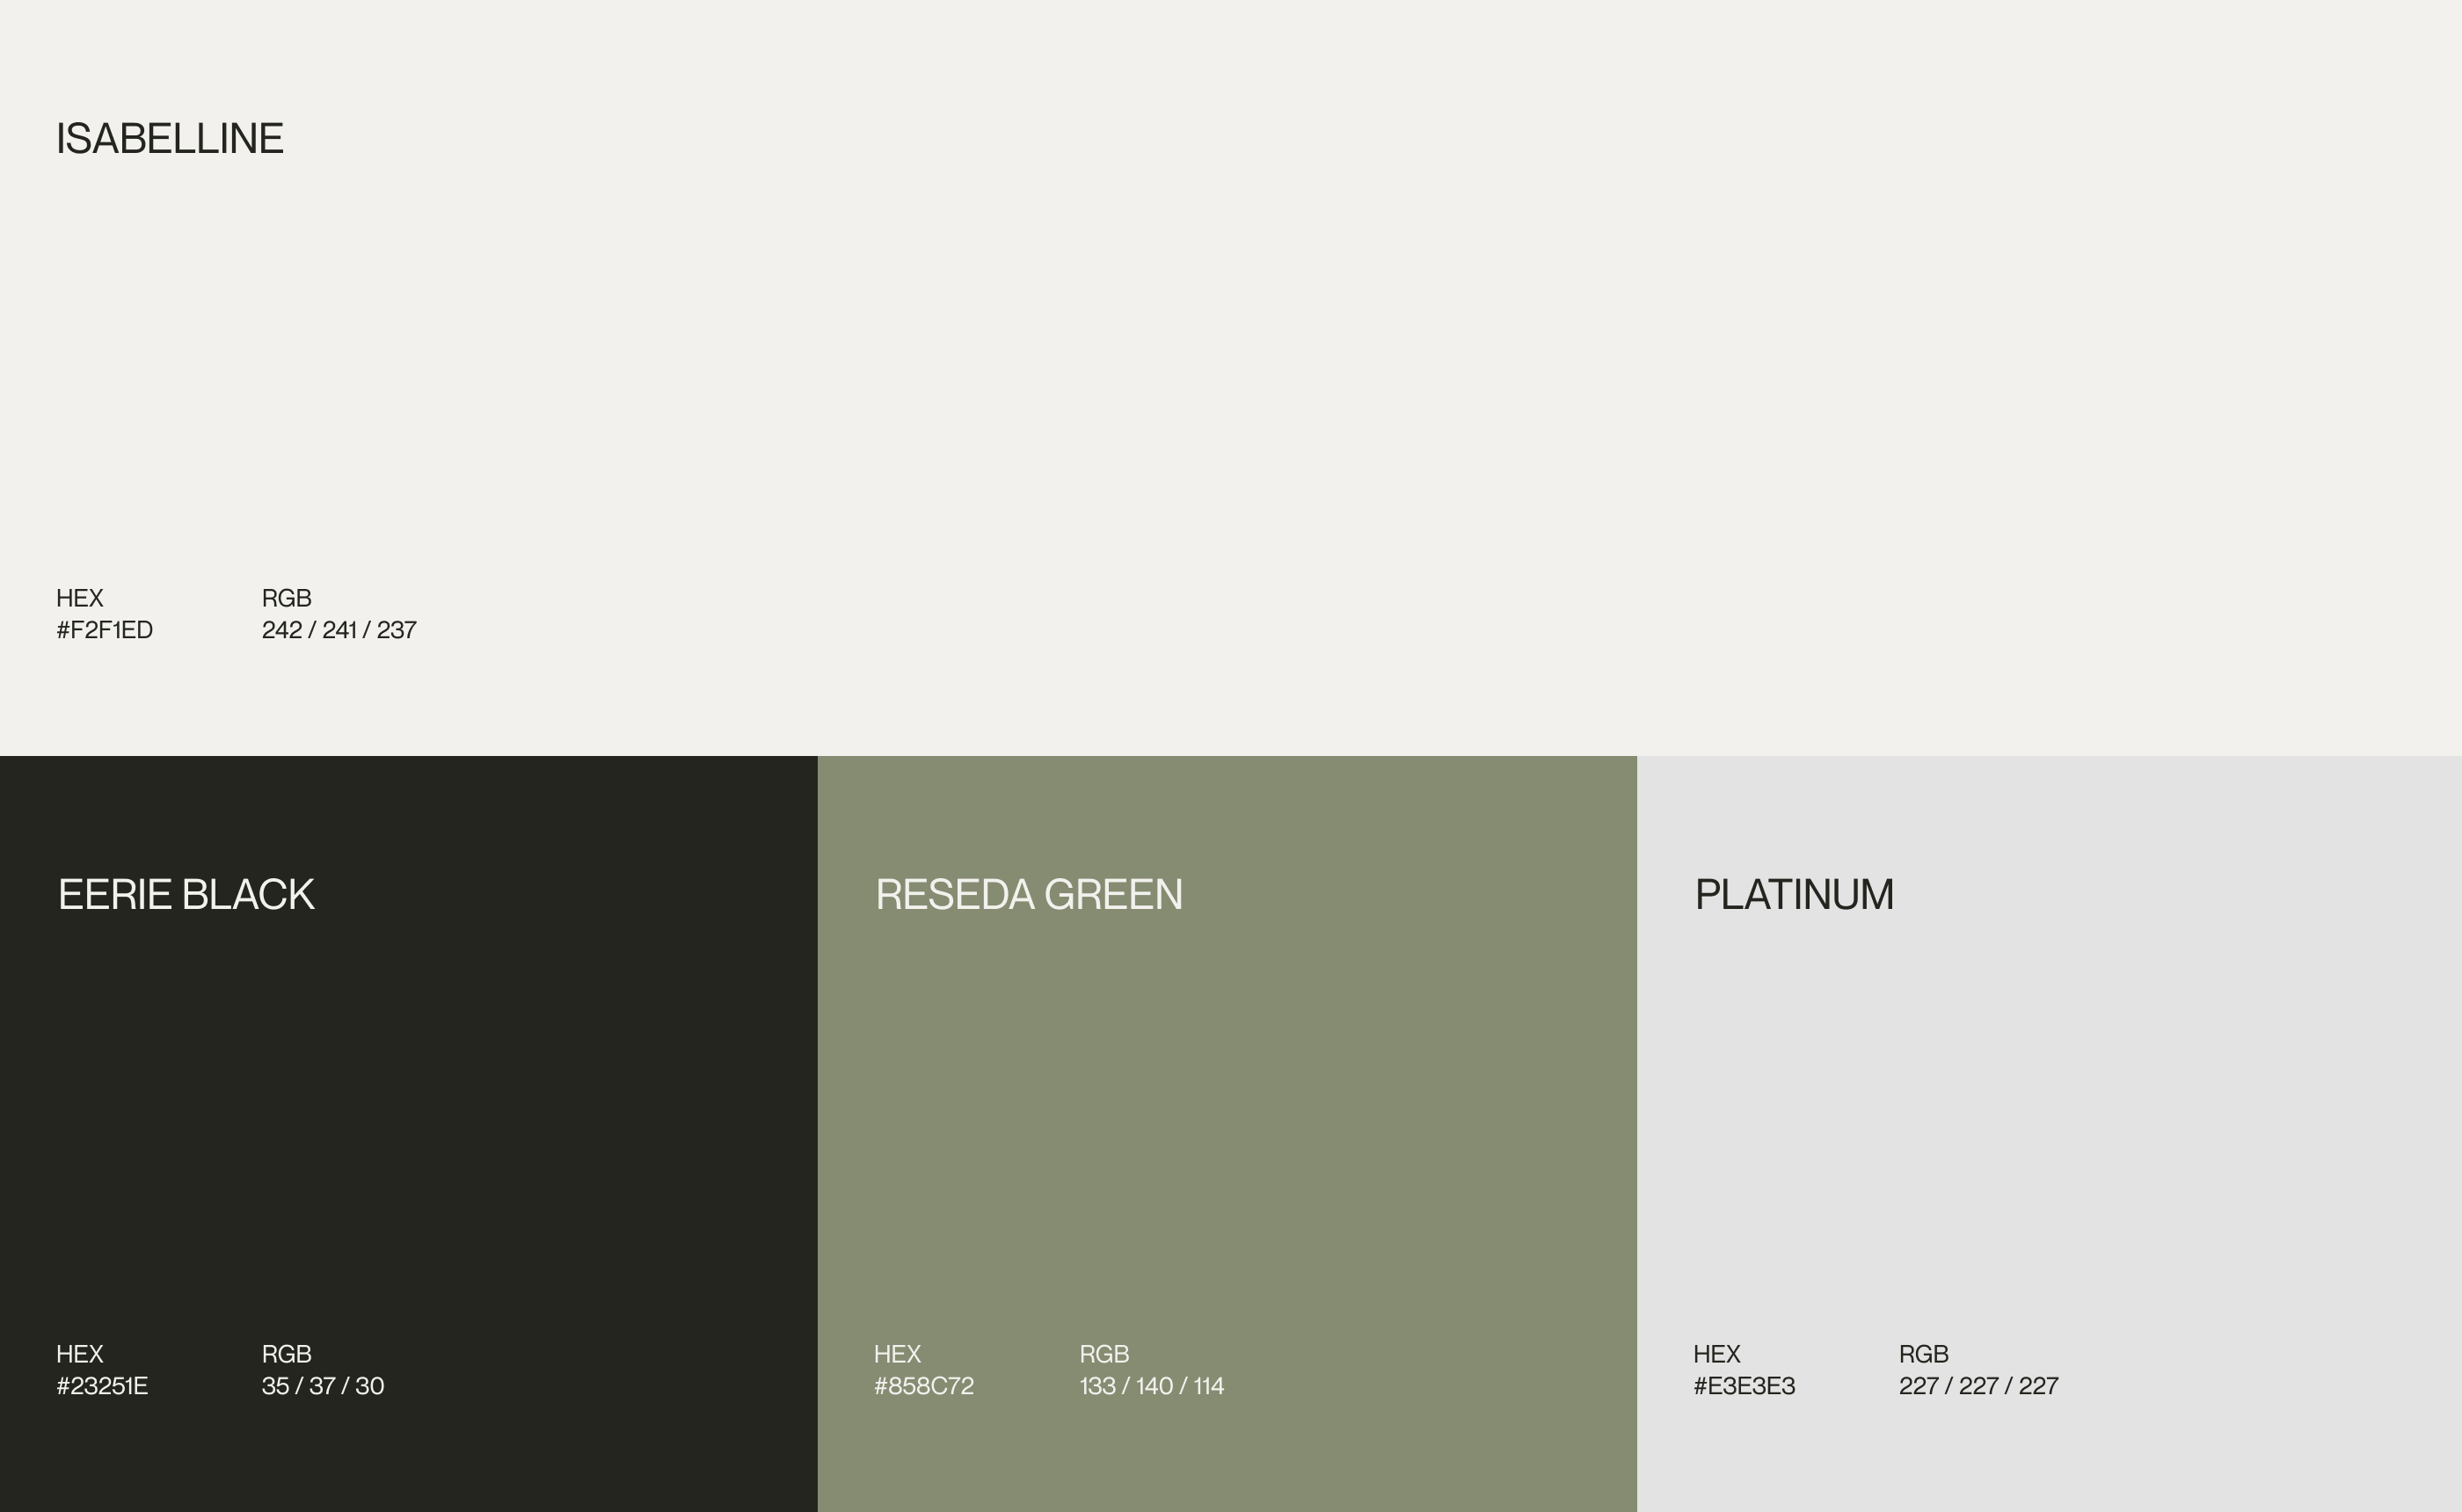 ISABELLINE
HEX
#F2F1ED
RGB
242 / 241 / 237
EERIE BLACK
HEX
#23251E
RGB
35 / 37 / 30
RESEDA GREEN
HEX
#858C72
RGB
133 / 140 / 114
PLATINUM
HEX
#E3E3E3
RGB
227 / 227 / 227